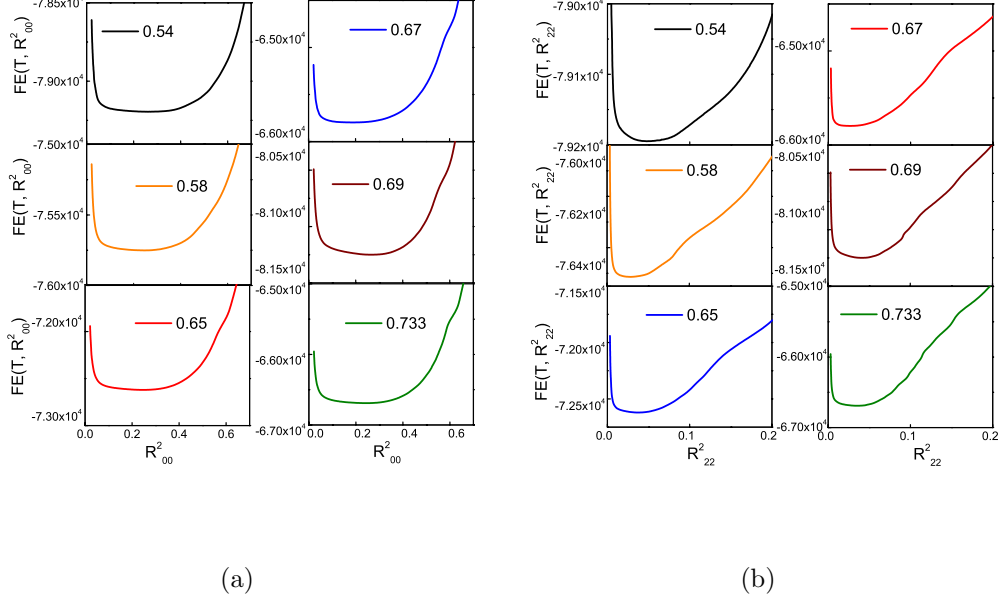 -7.85x10⁴
-7.90x10⁴
-7.50x10⁴
FE(T, R²₀₀)
0.54
-6.50x10⁴
-6.60x10⁴
0.67
-7.55x10⁴
-7.60x10⁴
FE(T, R²₀₀)
0.58
-8.05x10⁴
-8.10x10⁴
-8.15x10⁴
0.69
-7.20x10⁴
-7.30x10⁴
FE(T, R²₀₀)
0.65
-6.50x10⁴
-6.60x10⁴
-6.70x10⁴
0.733
0.0 0.2 0.4 0.6
R²₀₀
0.0 0.2 0.4 0.6
R²₀₀
(a)
-7.90x10⁴
-7.91x10⁴
-7.92x10⁴
FE(T, R²₂₂)
0.54
-6.50x10⁴
-6.60x10⁴
0.67
-7.60x10⁴
-7.62x10⁴
-7.64x10⁴
FE(T, R²₂₂)
0.58
-8.05x10⁴
-8.10x10⁴
-8.15x10⁴
0.69
-7.15x10⁴
-7.20x10⁴
-7.25x10⁴
FE(T, R²₂₂)
0.65
-6.50x10⁴
-6.60x10⁴
-6.70x10⁴
0.733
0.0 0.1 0.2
R²₂₂
0.0 0.1 0.2
R²₂₂
(b)